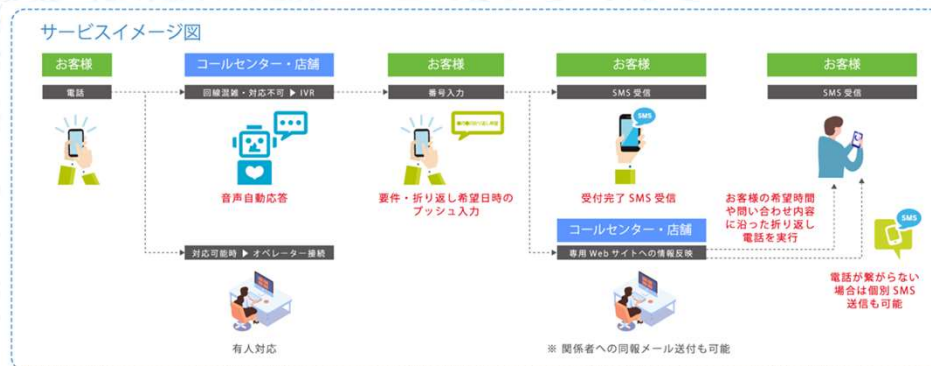 サービスイメージ図
お客様
電話
コールセンター・店舗
回線混雑・対応不可 ▶ IVR
音声自動応答
対応可能時 ▶ オペレーター接続
有人対応
お客様
番号入力
要件・折り返し希望日時の
プッシュ入力
お客様
SMS 受信
SMS
受付完了 SMS 受信
コールセンター・店舗
専用 Web サイトへの情報反映
※ 関係者への同報メール送付も可能
お客様
SMS 受信
お客様の希望時間
や問い合わせ内容
に沿った折り返し
電話を実行
SMS
電話が繋がらない
場合は個別 SMS
送信も可能